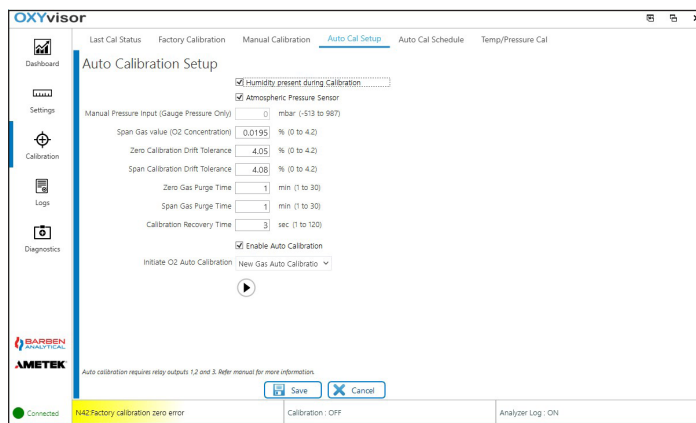 OXYvisor
Last Cal Status Factory Calibration Manual Calibration Auto Cal Setup Auto Cal Schedule Temp/Pressure Cal
Dashboard
Settings
Calibration
Logs
Diagnostics
Auto Calibration Setup
Humidity present during Calibration
Atmospheric Pressure Sensor
Manual Pressure Input (Gauge Pressure Only) 0 mbar (-513 to 987)
Span Gas value (O2 Concentration) 0.0195 % (0 to 4.2)
Zero Calibration Drift Tolerance 4.05 % (0 to 4.2)
Span Calibration Drift Tolerance 4.08 % (0 to 4.2)
Zero Gas Purge Time 1 min (1 to 30)
Span Gas Purge Time 1 min (1 to 30)
Calibration Recovery Time 3 sec (1 to 120)
Enable Auto Calibration
Initiate O2 Auto Calibration New Gas Auto Calibratio
BARBEN
ANALYTICAL
AMETEK
Auto calibration requires relay outputs 1,2 and 3. Refer manual for more information.
Save Cancel
Connected N42:Factory calibration zero error Calibration : OFF Analyzer Log : ON